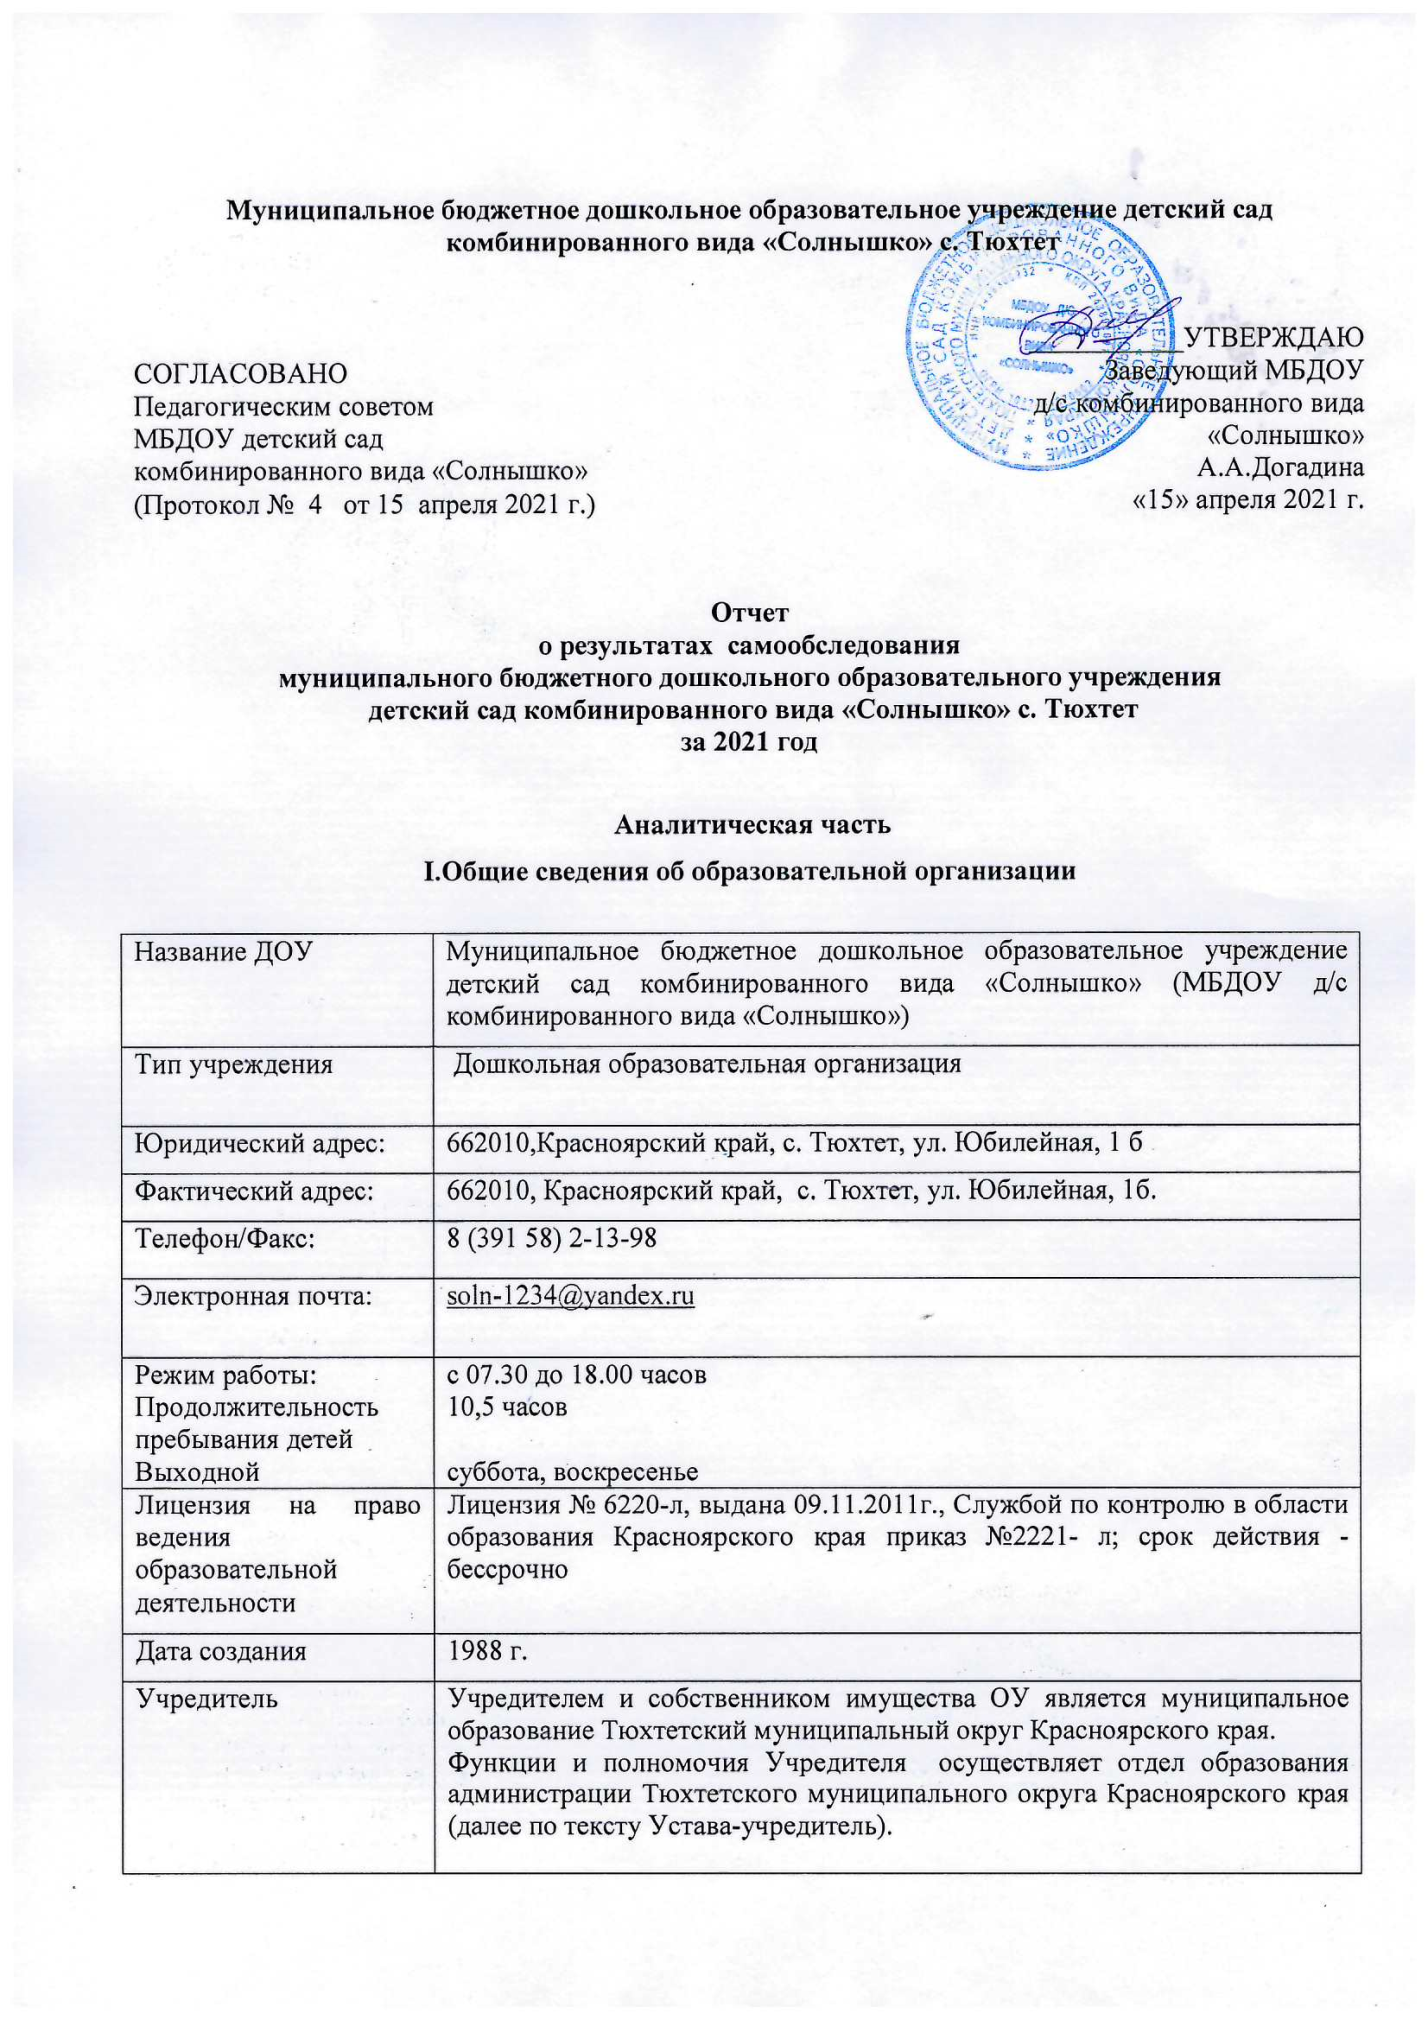 Муниципальное бюджетное дошкольное образовательное учреждение детский сад
комбинированного вида «Солнышко» с. Тюхтет
СОГЛАСОВАНО
Педагогическим советом
МБДОУ детский сад
комбинированного вида «Солнышко»
(Протокол № 4 от 15 апреля 2021 г.)
УТВЕРЖДАЮ
Заведующий МБДОУ
д/с комбинированного вида
«Солнышко»
А.А.Догадина
«15» апреля 2021 г.
МБДОУ Д/С
КОМБИНИРОВАННОГО
ВИДА
«СОЛНЫШКО»
Отчет
о результатах самообследования
муниципального бюджетного дошкольного образовательного учреждения
детский сад комбинированного вида «Солнышко» с. Тюхтет
за 2021 год
Аналитическая часть
I.Общие сведения об образовательной организации
Название ДОУ
Муниципальное бюджетное дошкольное образовательное учреждение
детский сад комбинированного вида «Солнышко» (МБДОУ д/с
комбинированного вида «Солнышко»)
Тип учреждения
Дошкольная образовательная организация
Юридический адрес:
662010,Красноярский край, с. Тюхтет, ул. Юбилейная, 1 б
Фактический адрес:
662010, Красноярский край, с. Тюхтет, ул. Юбилейная, 1б.
Телефон/Факс:
8 (391 58) 2-13-98
Электронная почта:
soln-1234@yandex.ru
Режим работы:
с 07.30 до 18.00 часов
Продолжительность
10,5 часов
пребывания детей
Выходной
суббота, воскресенье
Лицензия на право
ведения
образовательной
деятельности
Лицензия № 6220-л, выдана 09.11.2011г., Службой по контролю в области
образования Красноярского края приказ №2221- л; срок действия -
бессрочно
Дата создания
1988 г.
Учредитель
Учредителем и собственником имущества ОУ является муниципальное
образование Тюхтетский муниципальный округ Красноярского края.
Функции и полномочия Учредителя осуществляет отдел образования
администрации Тюхтетского муниципального округа Красноярского края
(далее по тексту Устава-учредитель).